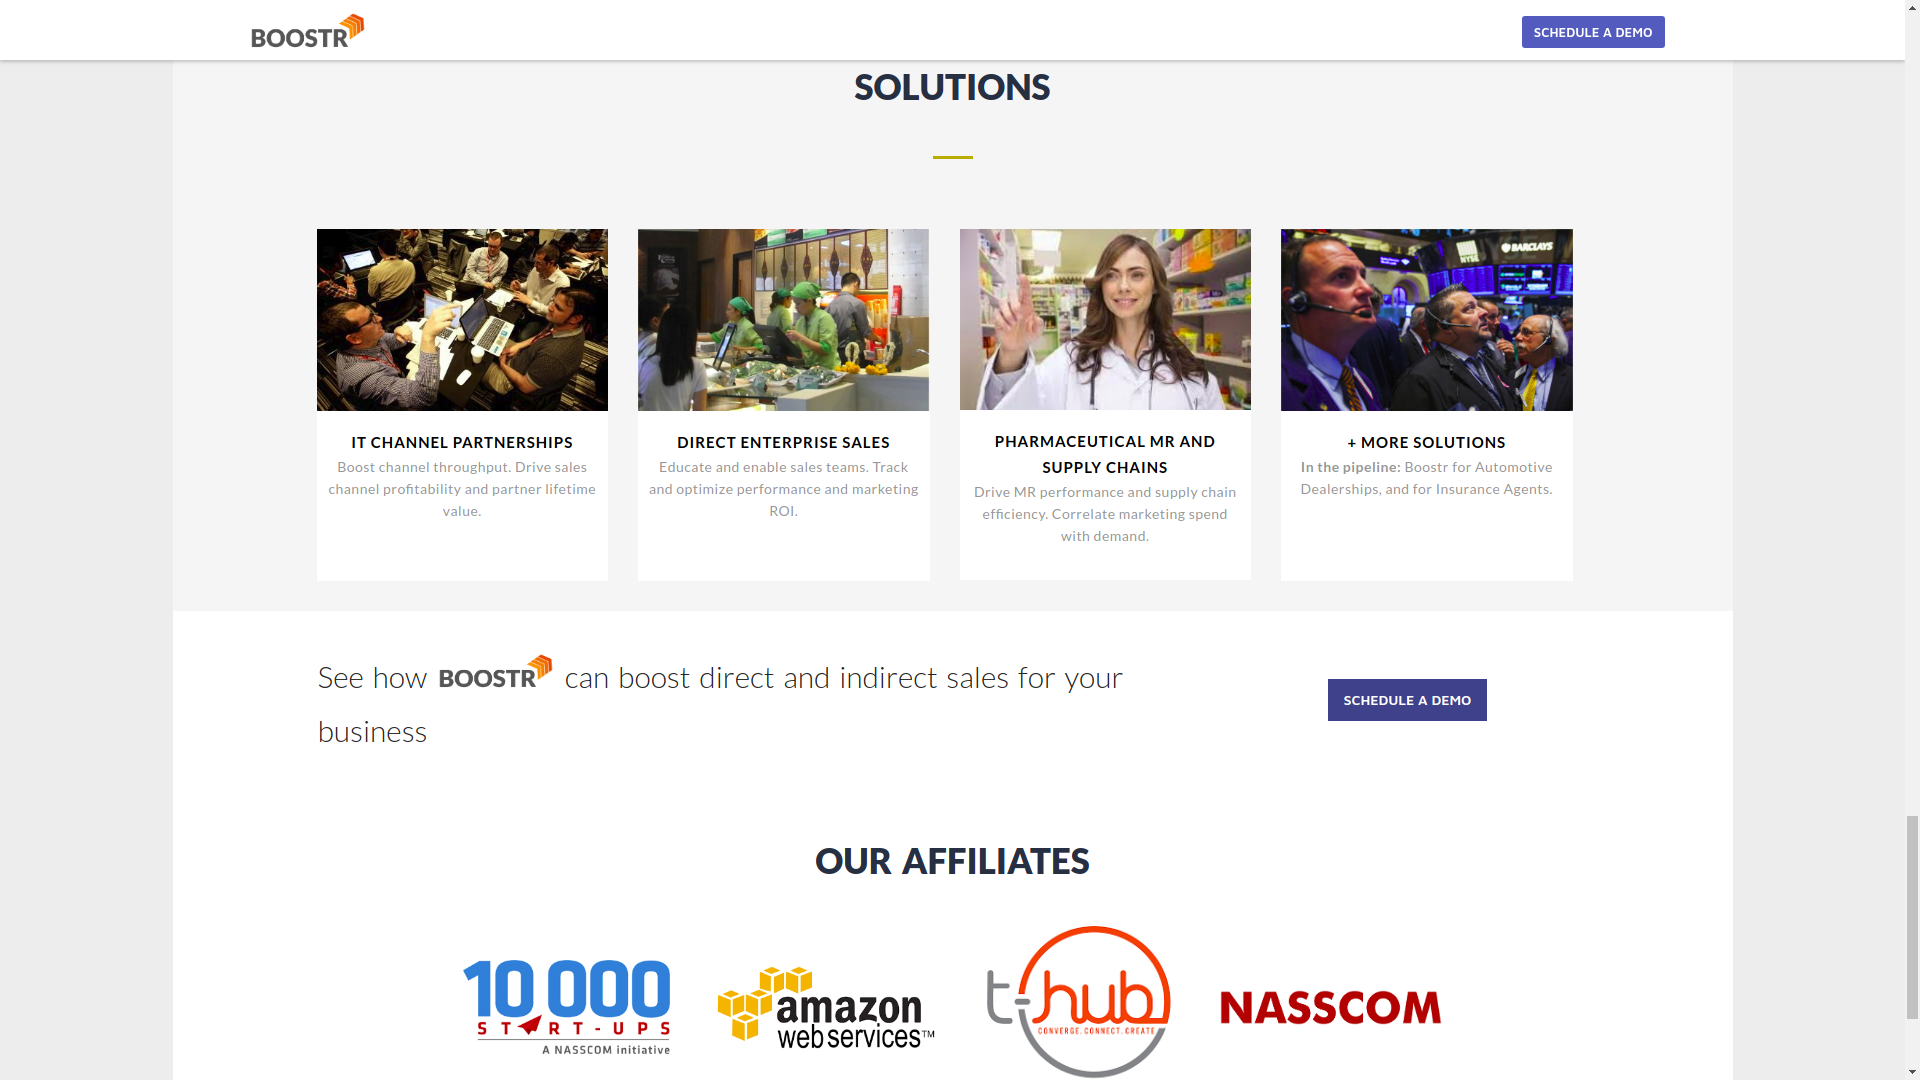 BOOSTR
SCHEDULE A DEMO
SOLUTIONS
NYSE
BARCLAYS
IT CHANNEL PARTNERSHIPS
Boost channel throughput. Drive sales
channel profitability and partner lifetime
value.
DIRECT ENTERPRISE SALES
Educate and enable sales teams. Track
and optimize performance and marketing
ROI.
PHARMACEUTICAL MR AND
SUPPLY CHAINS
Drive MR performance and supply chain
efficiency. Correlate marketing spend
with demand.
+ MORE SOLUTIONS
In the pipeline: Boostr for Automotive
Dealerships, and for Insurance Agents.
See how BOOSTR can boost direct and indirect sales for your
business
SCHEDULE A DEMO
OUR AFFILIATES
10 000
START-UPS
A NASSCOM initiative
amazon
web services™
t-hub
CONVERGE.CONNECT.CREATE
NASSCOM